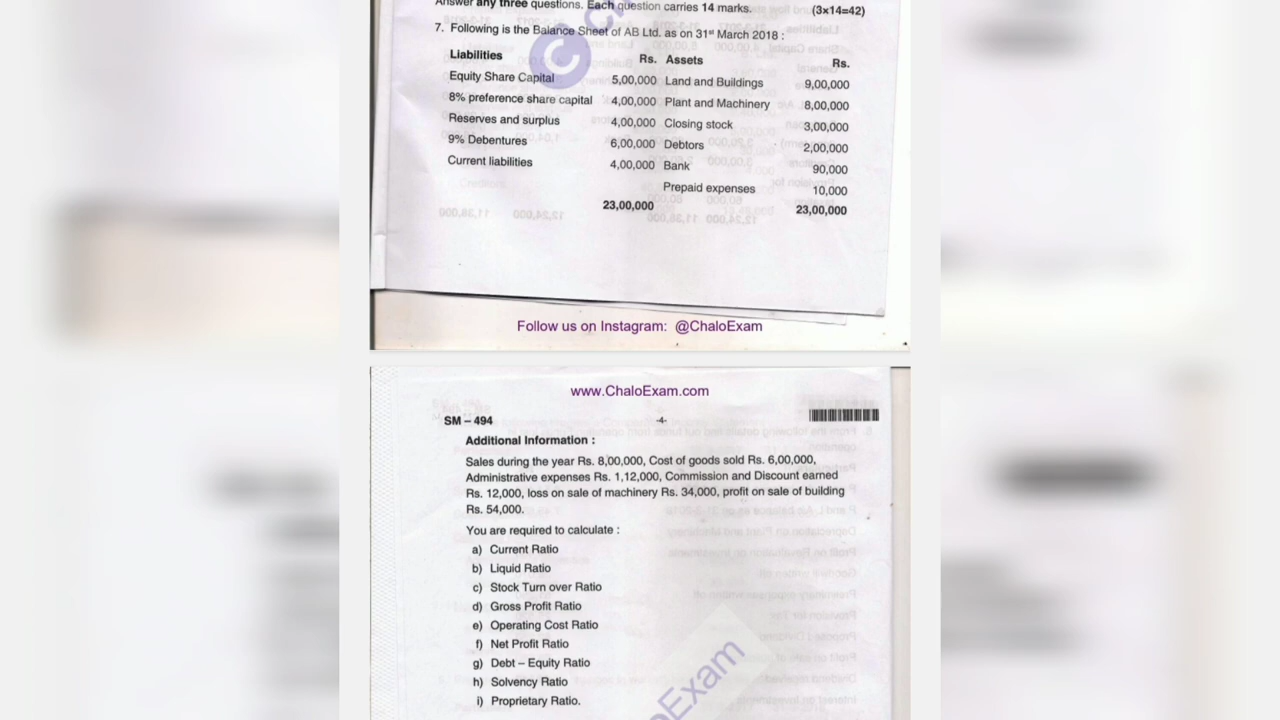 Answer any three questions. Each question carries 14 marks. (3x14=42)
7. Following is the Balance Sheet of AB Ltd. as on 31st March 2018 :
Liabilities Rs. Assets Rs.
Equity Share Capital 5,00,000 Land and Buildings 9,00,000
8% preference share capital 4,00,000 Plant and Machinery 8,00,000
Reserves and surplus 4,00,000 Closing stock 3,00,000
9% Debentures 6,00,000 Debtors 2,00,000
Current liabilities 4,00,000 Bank 90,000
Prepaid expenses 10,000
23,00,000 23,00,000
Follow us on Instagram: @ChaloExam
www.ChaloExam.com
SM – 494 -4-
Additional Information :
Sales during the year Rs. 8,00,000, Cost of goods sold Rs. 6,00,000,
Administrative expenses Rs. 1,12,000, Commission and Discount earned
Rs. 12,000, loss on sale of machinery Rs. 34,000, profit on sale of building
Rs. 54,000.
You are required to calculate :
a) Current Ratio
b) Liquid Ratio
c) Stock Turn over Ratio
d) Gross Profit Ratio
e) Operating Cost Ratio
f) Net Profit Ratio
g) Debt – Equity Ratio
h) Solvency Ratio
i) Proprietary Ratio.